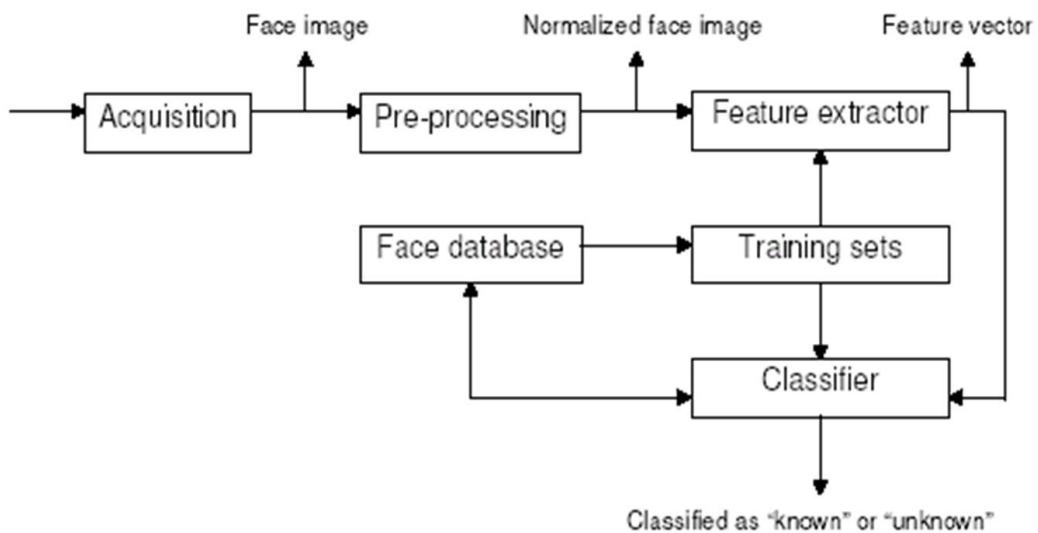 Face image
Normalized face image
Feature vector
Acquisition
Pre-processing
Feature extractor
Face database
Training sets
Classifier
Classified as “known” or “unknown”